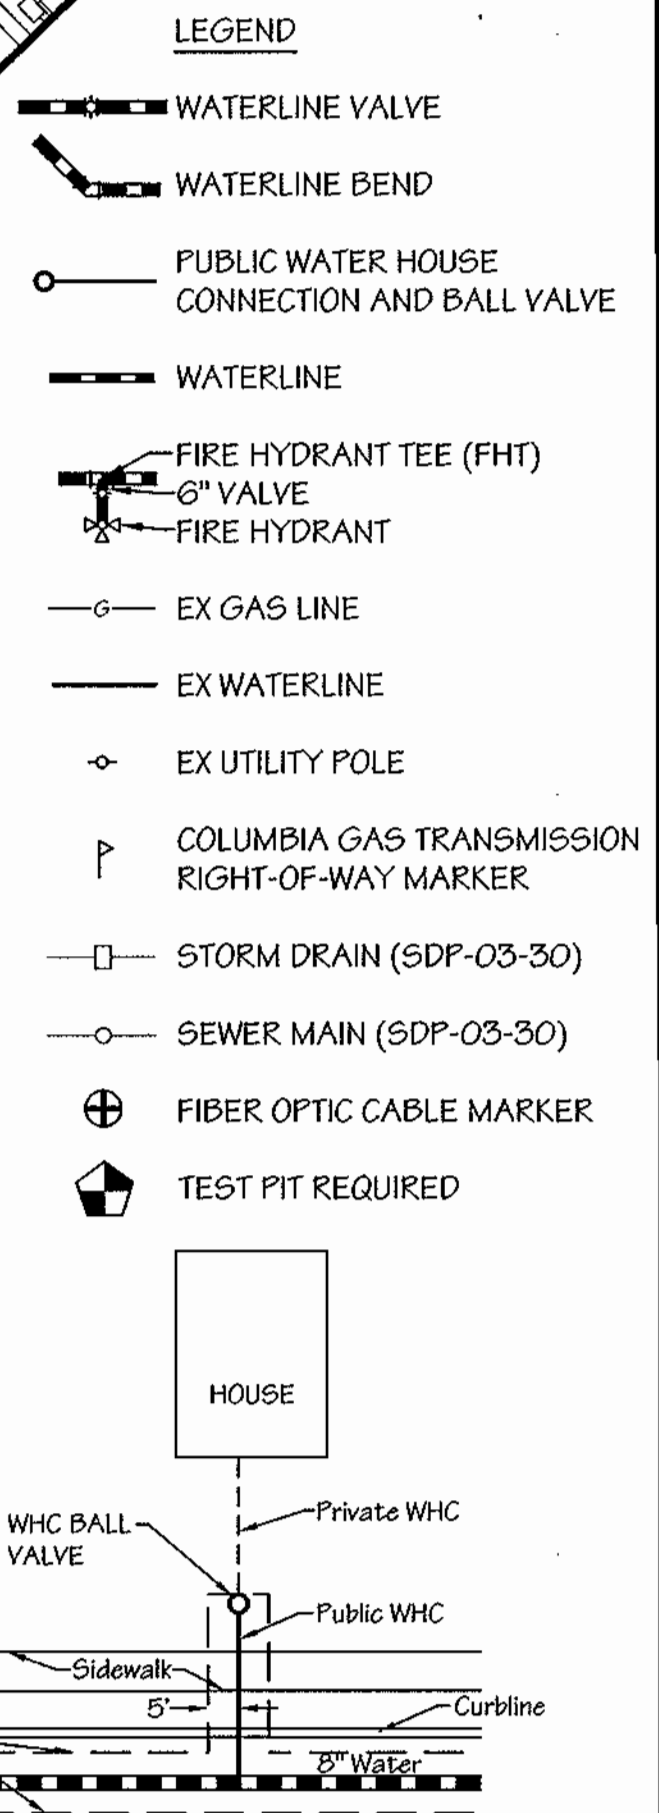 LEGEND
WATERLINE VALVE
WATERLINE BEND
PUBLIC WATER HOUSE
CONNECTION AND BALL VALVE
WATERLINE
FIRE HYDRANT TEE (FHT)
6" VALVE
FIRE HYDRANT
G EX GAS LINE
EX WATERLINE
EX UTILITY POLE
COLUMBIA GAS TRANSMISSION
RIGHT-OF-WAY MARKER
STORM DRAIN (SDP-03-30)
SEWER MAIN (SDP-03-30)
FIBER OPTIC CABLE MARKER
TEST PIT REQUIRED
HOUSE
Private WHC
WHC BALL
VALVE
Public WHC
Sidewalk
5'
Curbline
8" Water